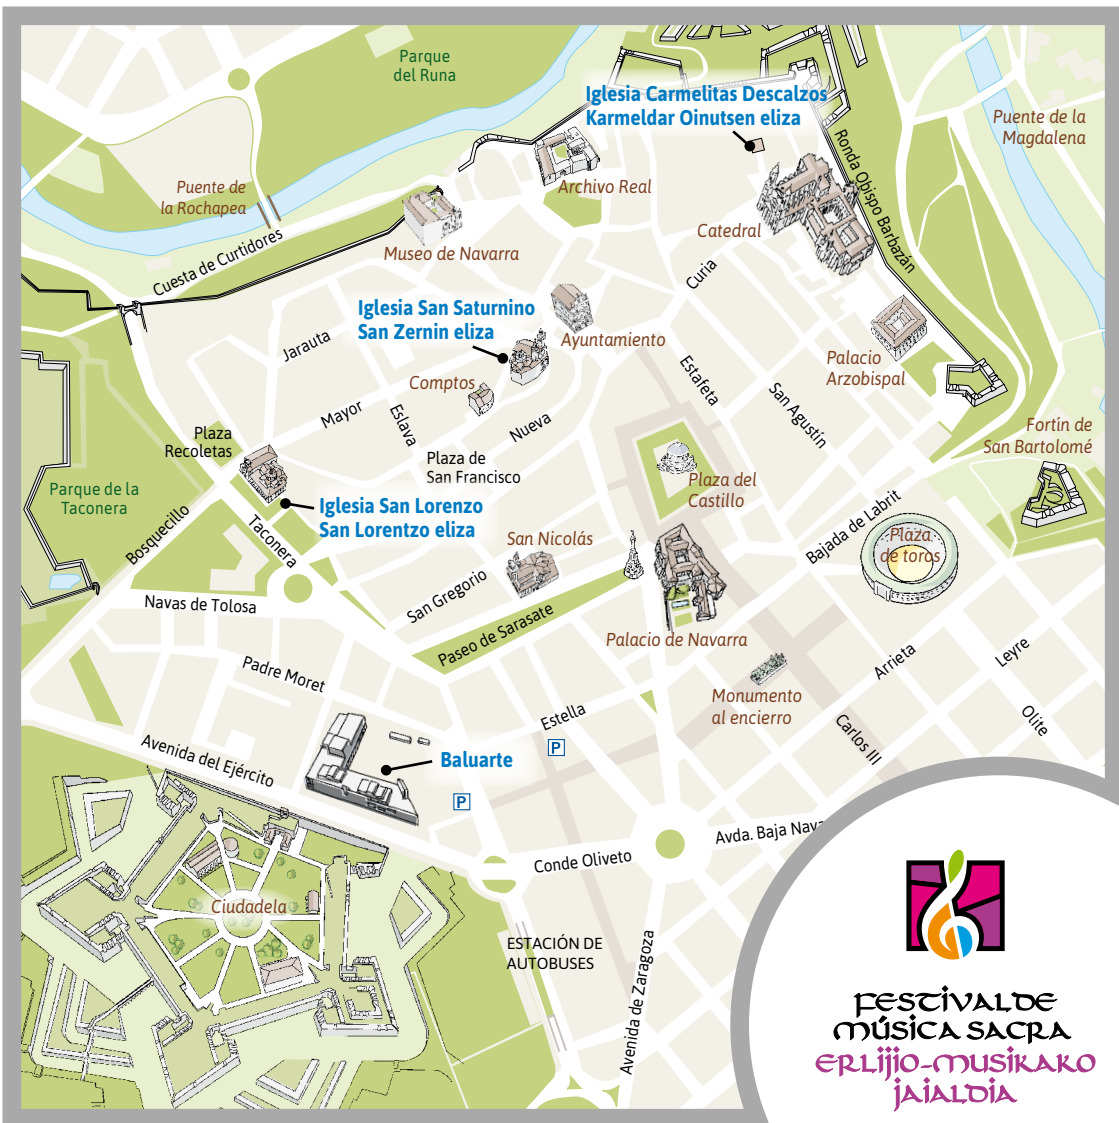 Parque
del Runa
Iglesia Carmelitas Descalzos
Karmeldar Oinutsen eliza
Puente de la
Magdalena
Ronda Obispo Barbazán
Puente de
la Rochapea
Archivo Real
Catedral
Museo de Navarra
Cuesta de Curtidores
Curia
Iglesia San Saturnino
San Zernin eliza
Jarauta
Ayuntamiento
Palacio
Arzobispal
Comptos
Estafeta
San Agustín
Mayor
Eslava
Nueva
Plaza
Recoletas
Plaza de
San Francisco
Fortín de
San Bartolomé
Plaza del
Castillo
Parque de la
Taconera
Iglesia San Lorenzo
San Lorentzo eliza
Bosquecillo
Taconera
San Nicolás
Bajada de Labrit
Plaza
de toros
Navas de Tolosa
San Gregorio
Paseo de Sarasate
Palacio de Navarra
Padre Moret
Arrieta
Leyre
Monumento
al encierro
Olite
Estella
Carlos III
P
Avenida del Ejército
Baluarte
P
Avda. Baja Nava
Conde Oliveto
Ciudadela
ESTACIÓN DE
AUTOBUSES
Avenida de Zaragoza
FESTIVAL DE
MÚSICA SACRA
ERLIJIO-MUSIKAKO
JAIALDIA